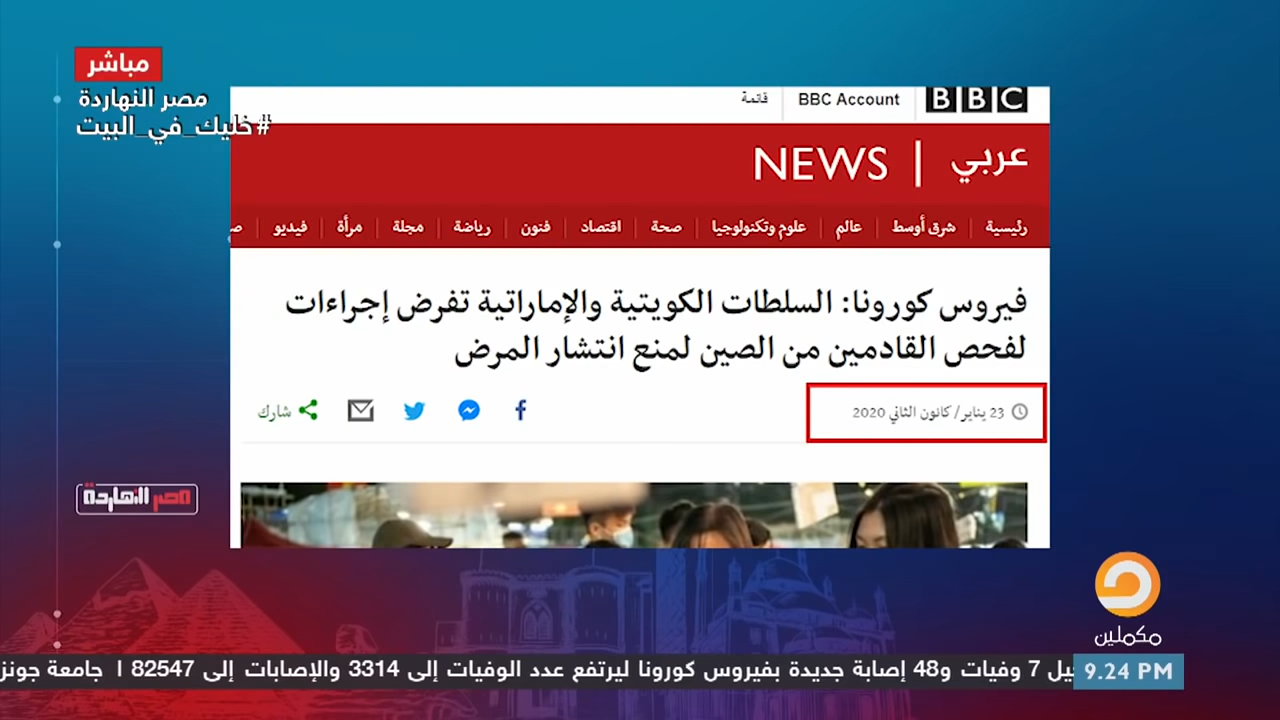 مباشر
مصر النهاردة
#خليك_في_البيت
قائمة
BBC Account
BBC
NEWS | عربي
رئيسية شرق أوسط عالم علوم وتكنولوجيا صحة اقتصاد فنون رياضة مجلة مرأة فيديو
فيروس كورونا: السلطات الكويتية والإماراتية تفرض إجراءات
لفحص القادمين من الصين لمنع انتشار المرض
23 يناير/ كانون الثاني 2020
شارك
مصر النهاردة
مكملين
7 وفيات و48 إصابة جديدة بفيروس كورونا ليرتفع عدد الوفيات إلى 3314 والإصابات إلى 82547 | جامعة
9.24 PM